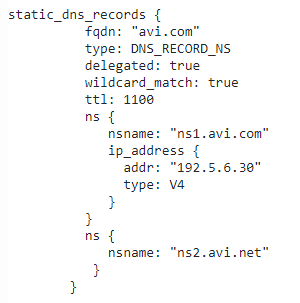 static_dns_records {
fqdn: "avi.com"
type: DNS_RECORD_NS
delegated: true
wildcard_match: true
ttl: 1100
ns {
nsname: "ns1.avi.com"
ip_address {
addr: "192.5.6.30"
type: V4
}
}
ns {
nsname: "ns2.avi.net"
}
}